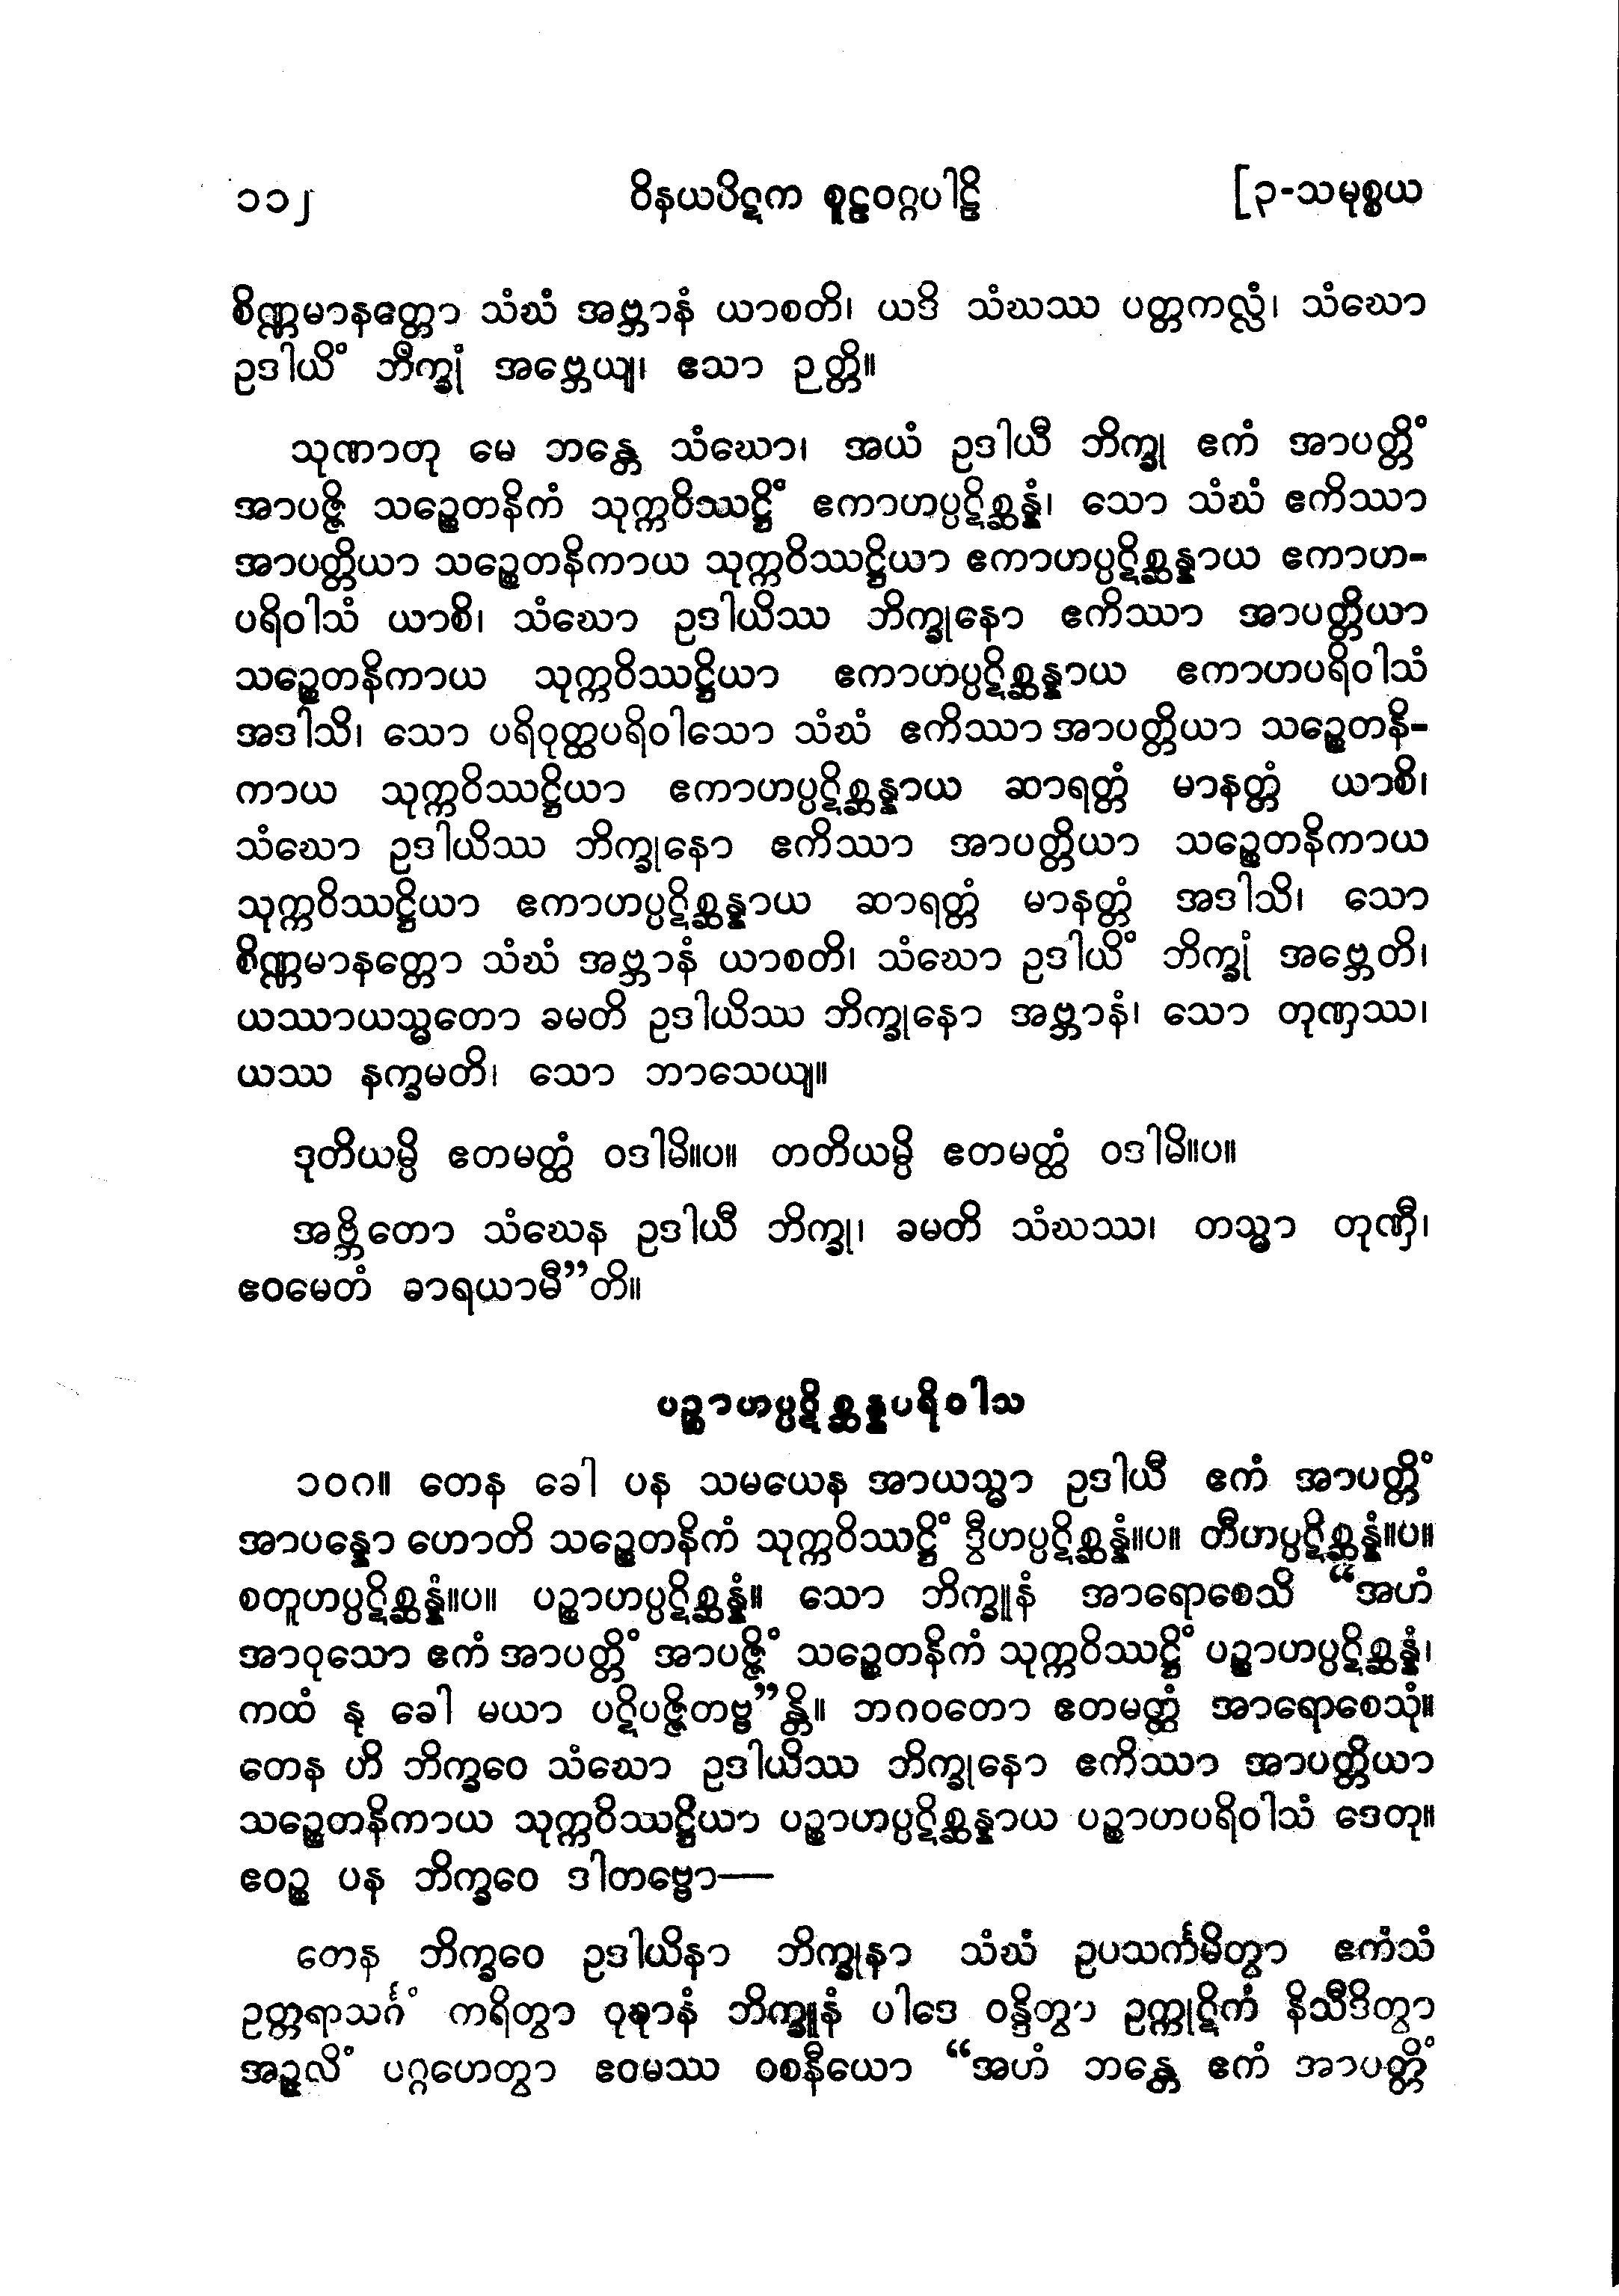 ၁၁၂ ဝိနယပိဋက စူဠဝဂ္ဂပါဠိ [၃-သမုစ္စယ
စိဏ္ဏမာနတ္တော သံဃံ အဗ္ဘာနံ ယာစတိ၊ ယဒိ သံဃဿ ပတ္တကလ္လံ၊ သံဃော
ဥဒါယိံ ဘိက္ခုံ အဗ္ဘေယျ၊ ဧသာ ဉတ္တိ။
သုဏာတု မေ ဘန္တေ သံဃော၊ အယံ ဥဒါယီ ဘိက္ခု ဧကံ အာပတ္တိံ
အာပဇ္ဇိ သဉ္စေတနိကံ သုက္ကဝိဿဋ္ဌိံ ဧကာဟပ္ပဋိစ္ဆန္နံ၊ သော သံဃံ ဧကိဿာ
အာပတ္တိယာ သဉ္စေတနိကာယ သုက္ကဝိဿဋ္ဌိယာ ဧကာဟပ္ပဋိစ္ဆန္နာယ ဧကာဟ-
ပရိဝါသံ ယာစိ၊ သံဃော ဥဒါယိဿ ဘိက္ခုနော ဧကိဿာ အာပတ္တိယာ
သဉ္စေတနိကာယ သုက္ကဝိဿဋ္ဌိယာ ဧကာဟပ္ပဋိစ္ဆန္နာယ ဧကာဟပရိဝါသံ
အဒါသိ၊ သော ပရိဝုတ္ထပရိဝါသော သံဃံ ဧကိဿာ အာပတ္တိယာ သဉ္စေတနိ-
ကာယ သုက္ကဝိဿဋ္ဌိယာ ဧကာဟပ္ပဋိစ္ဆန္နာယ ဆာရတ္တံ မာနတ္တံ ယာစိ၊
သံဃော ဥဒါယိဿ ဘိက္ခုနော ဧကိဿာ အာပတ္တိယာ သဉ္စေတနိကာယ
သုက္ကဝိဿဋ္ဌိယာ ဧကာဟပ္ပဋိစ္ဆန္နာယ ဆာရတ္တံ မာနတ္တံ အဒါသိ၊ သော
စိဏ္ဏမာနတ္တော သံဃံ အဗ္ဘာနံ ယာစတိ၊ သံဃော ဥဒါယိံ ဘိက္ခုံ အဗ္ဘေတိ၊
ယဿာယသ္မတော ခမတိ ဥဒါယိဿ ဘိက္ခုနော အဗ္ဘာနံ၊ သော တုဏှဿ၊
ယဿ နက္ခမတိ၊ သော ဘာသေယျ။
ဒုတိယမ္ပိ ဧတမတ္ထံ ဝဒါမိ။ပ။ တတိယမ္ပိ ဧတမတ္ထံ ဝဒါမိ။ပ။
အဗ္ဘိတော သံဃေန ဥဒါယီ ဘိက္ခု၊ ခမတိ သံဃဿ၊ တသ္မာ တုဏှီ၊
ဧဝမေတံ ဓာရယာမီ”တိ။
ပဉ္စာဟပ္ပဋိစ္ဆန္နပရိဝါသ
၁၀၈။ တေန ခေါ ပန သမယေန အာယသ္မာ ဥဒါယီ ဧကံ အာပတ္တိံ
အာပန္နော ဟောတိ သဉ္စေတနိကံ သုက္ကဝိဿဋ္ဌိံ ဒွီဟပ္ပဋိစ္ဆန္နံ။ပ။ တီဟပ္ပဋိစ္ဆန္နံ။ပ။
စတူဟပ္ပဋိစ္ဆန္နံ။ပ။ ပဉ္စာဟပ္ပဋိစ္ဆန္နံ။ သော ဘိက္ခူနံ အာရောစေသိ “အဟံ
အာဝုသော ဧကံ အာပတ္တိံ အာပဇ္ဇိံ သဉ္စေတနိကံ သုက္ကဝိဿဋ္ဌိံ ပဉ္စာဟပ္ပဋိစ္ဆန္နံ၊
ကထံ နု ခေါ မယာ ပဋိပဇ္ဇိတဗ္ဗ”န္တိ။ ဘဂဝတော ဧတမတ္ထံ အာရောစေသုံ။
တေန ဟိ ဘိက္ခဝေ သံဃော ဥဒါယိဿ ဘိက္ခုနော ဧကိဿာ အာပတ္တိယာ
သဉ္စေတနိကာယ သုက္ကဝိဿဋ္ဌိယာ ပဉ္စာဟပ္ပဋိစ္ဆန္နာယ ပဉ္စာဟပရိဝါသံ ဒေတု။
ဧဝဉ္စ ပန ဘိက္ခဝေ ဒါတဗ္ဗော—
တေန ဘိက္ခဝေ ဥဒါယိနာ ဘိက္ခုနာ သံဃံ ဥပသင်္ကမိတွာ ဧကံသံ
ဥတ္တရာသင်္ဂံ ကရိတွာ ဝုဍ္ဎာနံ ဘိက္ခူနံ ပါဒေ ဝန္ဒိတွာ ဥက္ကုဋိကံ နိသီဒိတွာ
အဉ္ဇလိံ ပဂ္ဂဟေတွာ ဧဝမဿ ဝစနီယော “အဟံ ဘန္တေ ဧကံ အာပတ္တိံ